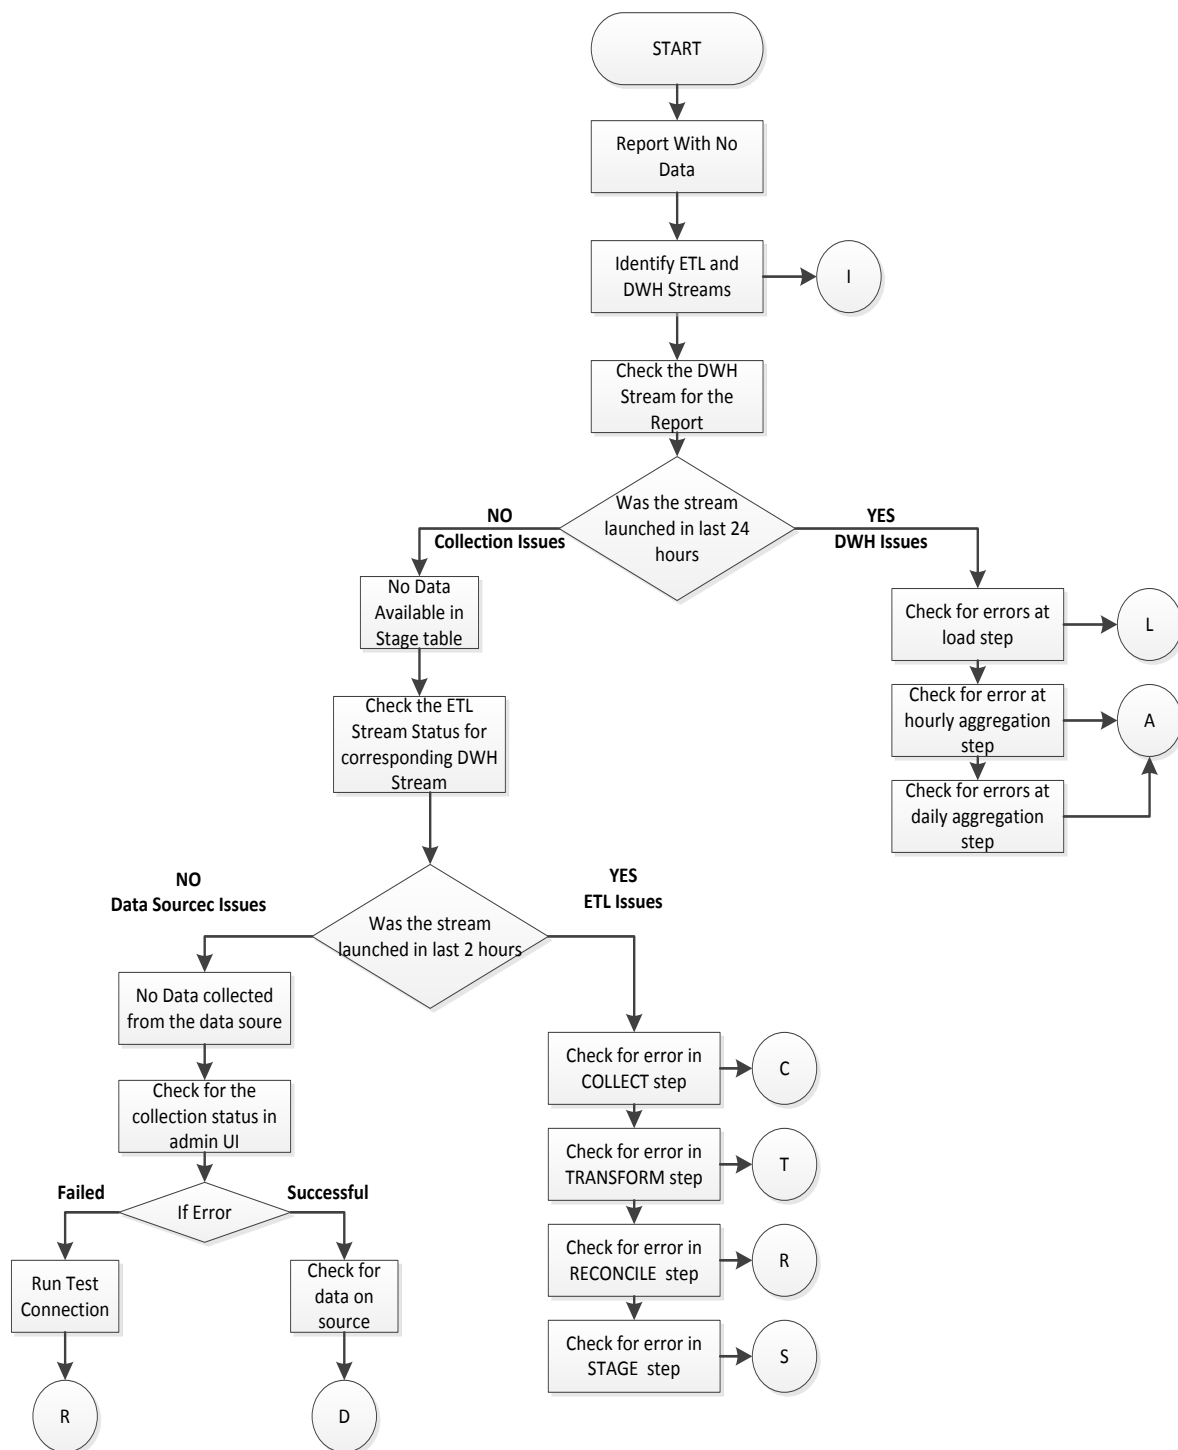 START
Report With No
Data
Identify ETL and
DWH Streams
I
Check the DWH
Stream for the
Report
Was the stream
launched in last 24
hours
NO
Collection Issues
YES
DWH Issues
No Data
Available in
Stage table
Check for errors at
load step
L
Check the ETL
Stream Status for
corresponding DWH
Stream
Check for error at
hourly aggregation
step
A
Check for errors at
daily aggregation
step
NO
Data Sourcec Issues
YES
ETL Issues
Was the stream
launched in last 2 hours
No Data collected
from the data soure
Check for the
collection status in
admin UI
Check for error in
COLLECT step
C
Check for error in
TRANSFORM step
T
Failed
Successful
If Error
Check for error in
RECONCILE step
R
Run Test
Connection
Check for
data on
source
Check for error in
STAGE step
S
R
D